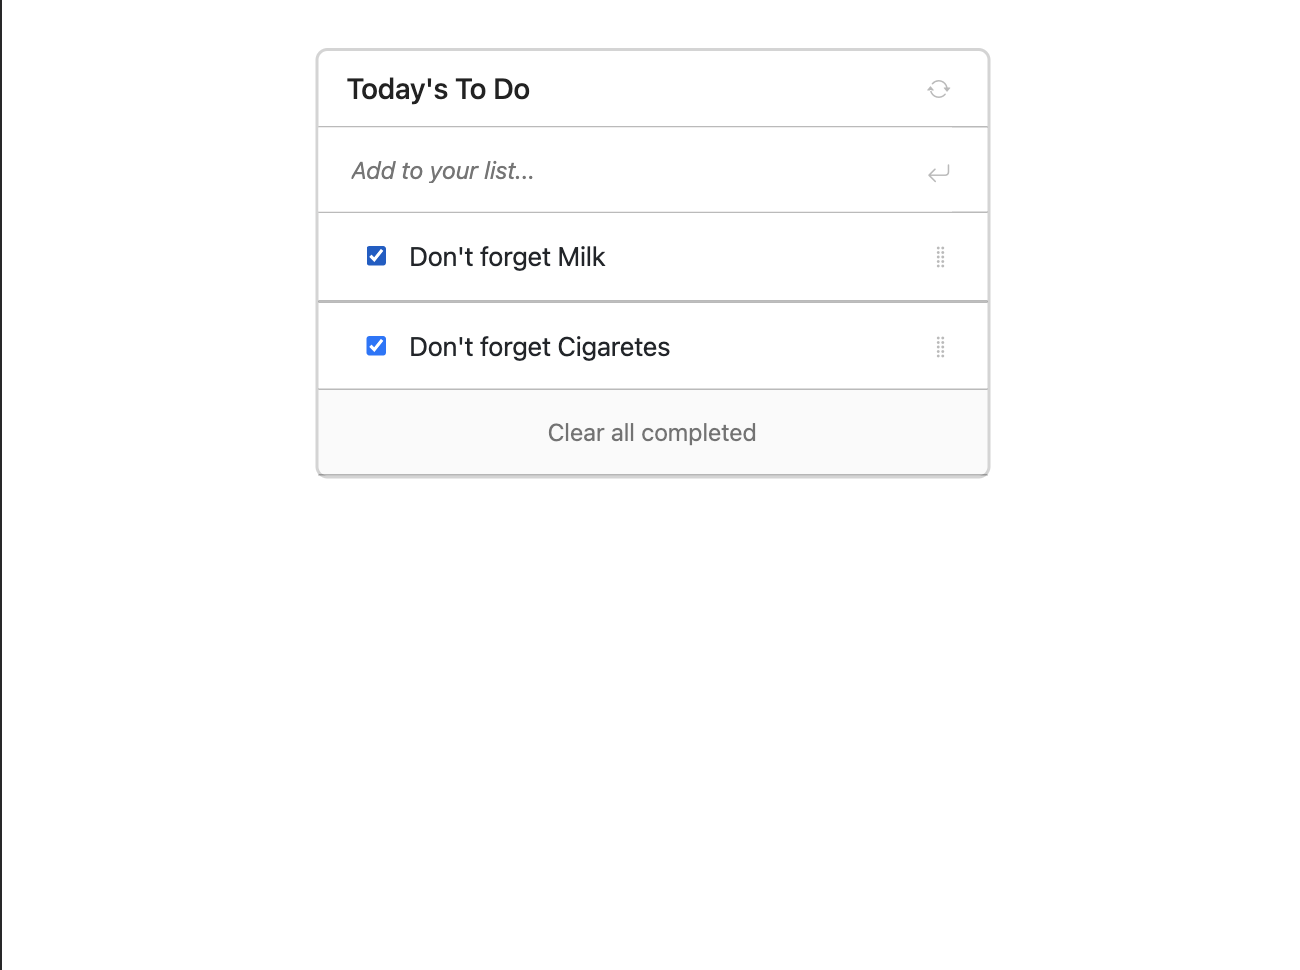 Today's To Do
Add to your list...
Don't forget Milk
Don't forget Cigaretes
Clear all completed